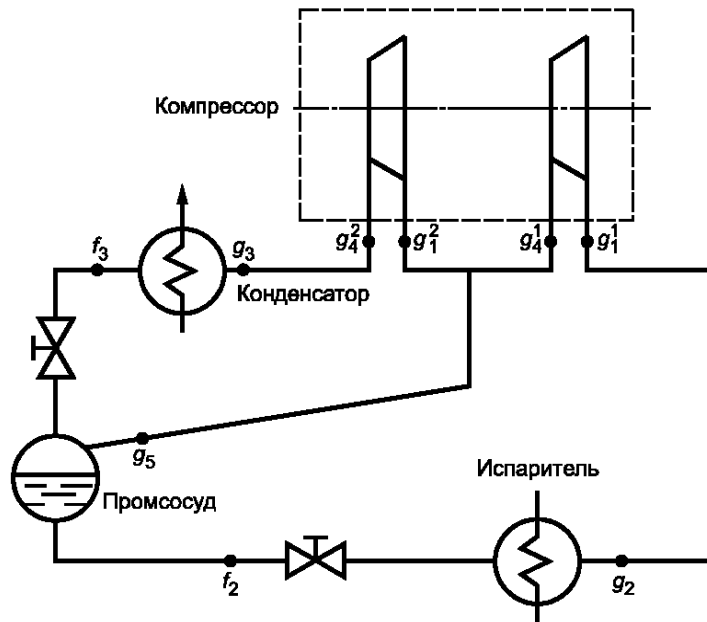 Компрессор
g₄² g₁² g₄¹ g₁¹
f₃ g₃
Конденсатор
g₅
Промсосуд
Испаритель
f₂ g₂